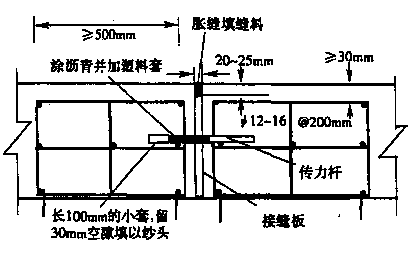 ≥500mm
胀缝填缝料
涂沥青并加塑料套
20~25mm
≥30mm
φ12~16
@200mm
传力杆
长100mm的小套,留
30mm空隙填以纱头
接缝板